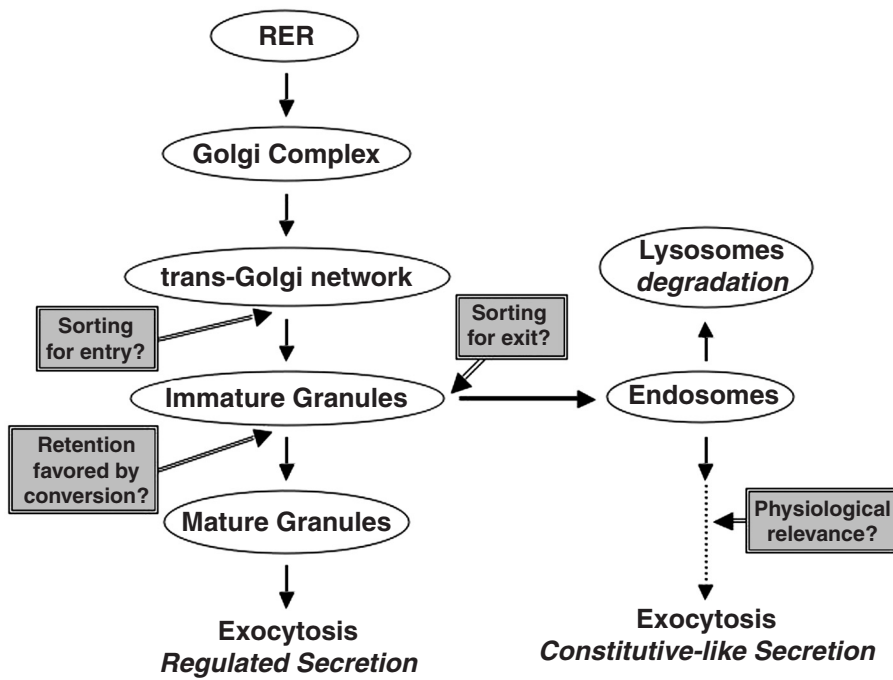 RER
Golgi Complex
trans-Golgi network
Sorting
for entry?
Sorting
for exit?
Immature Granules
Retention
favored by
conversion?
Mature Granules
Exocytosis
Regulated Secretion
Lysosomes
degradation
Endosomes
Physiological
relevance?
Exocytosis
Constitutive-like Secretion